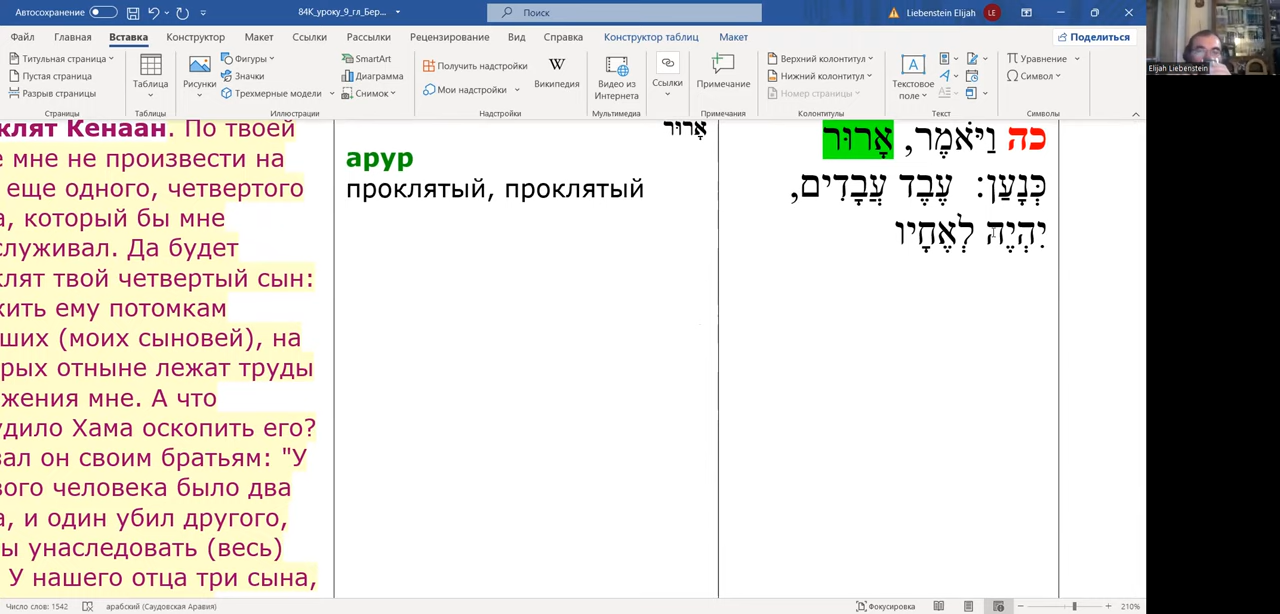 Автосохранение
84K_уроку_9_гл_Бер...
Поиск
Liebenstein Elijah
LE
Файл
Главная
Вставка
Конструктор
Макет
Ссылки
Рассылки
Рецензирование
Вид
Справка
Конструктор таблиц
Макет
Поделиться
Титульная страница
Пустая страница
Разрыв страницы
Страницы
Таблица
Таблицы
Рисунки
Фигуры
Значки
Трехмерные модели
SmartArt
Диаграмма
Снимок
Иллюстрации
Получить надстройки
Мои надстройки
W
Википедия
Надстройки
Видео из
Интернета
Мультимедиа
Ссылки
Примечание
Примечания
Верхний колонтитул
Нижний колонтитул
Номер страницы
Колонтитулы
Текстовое
поле
Текст
Уравнение
Символ
Символы
Elijah Liebenstein
клят Кенаан. По твоей
е мне не произвести на
еще одного, четвертого
а, который бы мне
служивал. Да будет
клят твой четвертый сын:
жить ему потомкам
ших (моих сыновей), на
рых отныне лежат труды
жения мне. А что
удило Хама оскопить его?
вал он своим братьям: "У
вого человека было два
а, и один убил другого,
ы унаследовать (весь)
У нашего отца три сына,
אָרוּר
арур
проклятый, проклятый
כה וַיֹּאמֶר, אָרוּר
כְּנָעַן: עֶבֶד עֲבָדִים,
יִהְיֶה לְאֶחָיו
Число слов: 1542
арабский (Саудовская Аравия)
Фокусировка
210%